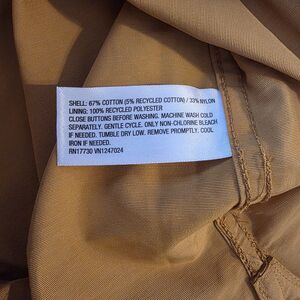 SHELL: 67% COTTON (5% RECYCLED COTTON) / 33% NYLON
LINING: 100% RECYCLED POLYESTER
CLOSE BUTTONS BEFORE WASHING. MACHINE WASH COLD
SEPARATELY. GENTLE CYCLE. ONLY NON-CHLORINE BLEACH
IF NEEDED. TUMBLE DRY LOW. REMOVE PROMPTLY. COOL
IRON IF NEEDED.
RN17730 VN1247024